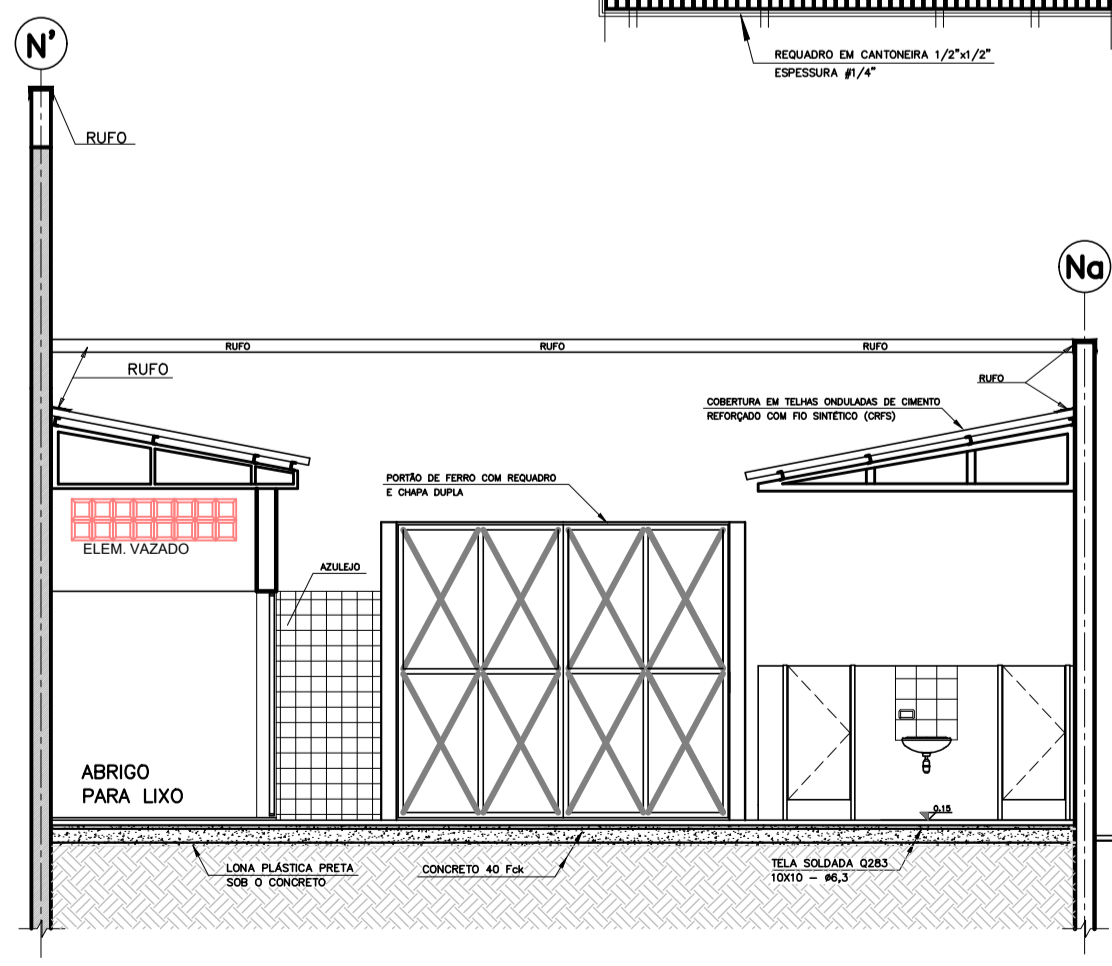 N'
REQUADRO EM CANTONEIRA 1/2"x1/2"
ESPESSURA #1/4"
RUFO
Na
RUFO
RUFO
RUFO
RUFO
RUFO
COBERTURA EM TELHAS ONDULADAS DE CIMENTO
REFORÇADO COM FIO SINTÉTICO (CRFS)
PORTÃO DE FERRO COM REQUADRO
E CHAPA DUPLA
ELEM. VAZADO
AZULEJO
ABRIGO
PARA LIXO
0.15
LONA PLÁSTICA PRETA
SOB O CONCRETO
CONCRETO 40 Fck
TELA SOLDADA Q283
10X10 – ø6,3